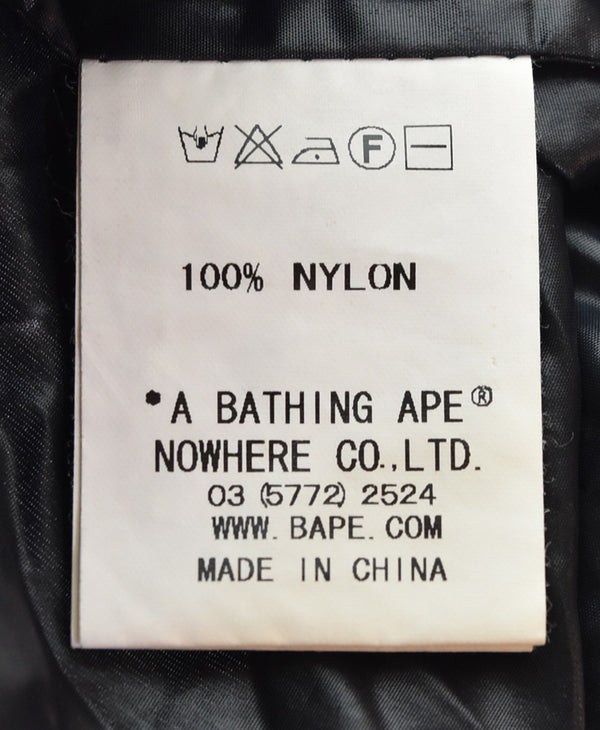 F
100% NYLON
*A BATHING APE®
NOWHERE CO.,LTD.
03 (5772) 2524
WWW. BAPE. COM
MADE IN CHINA